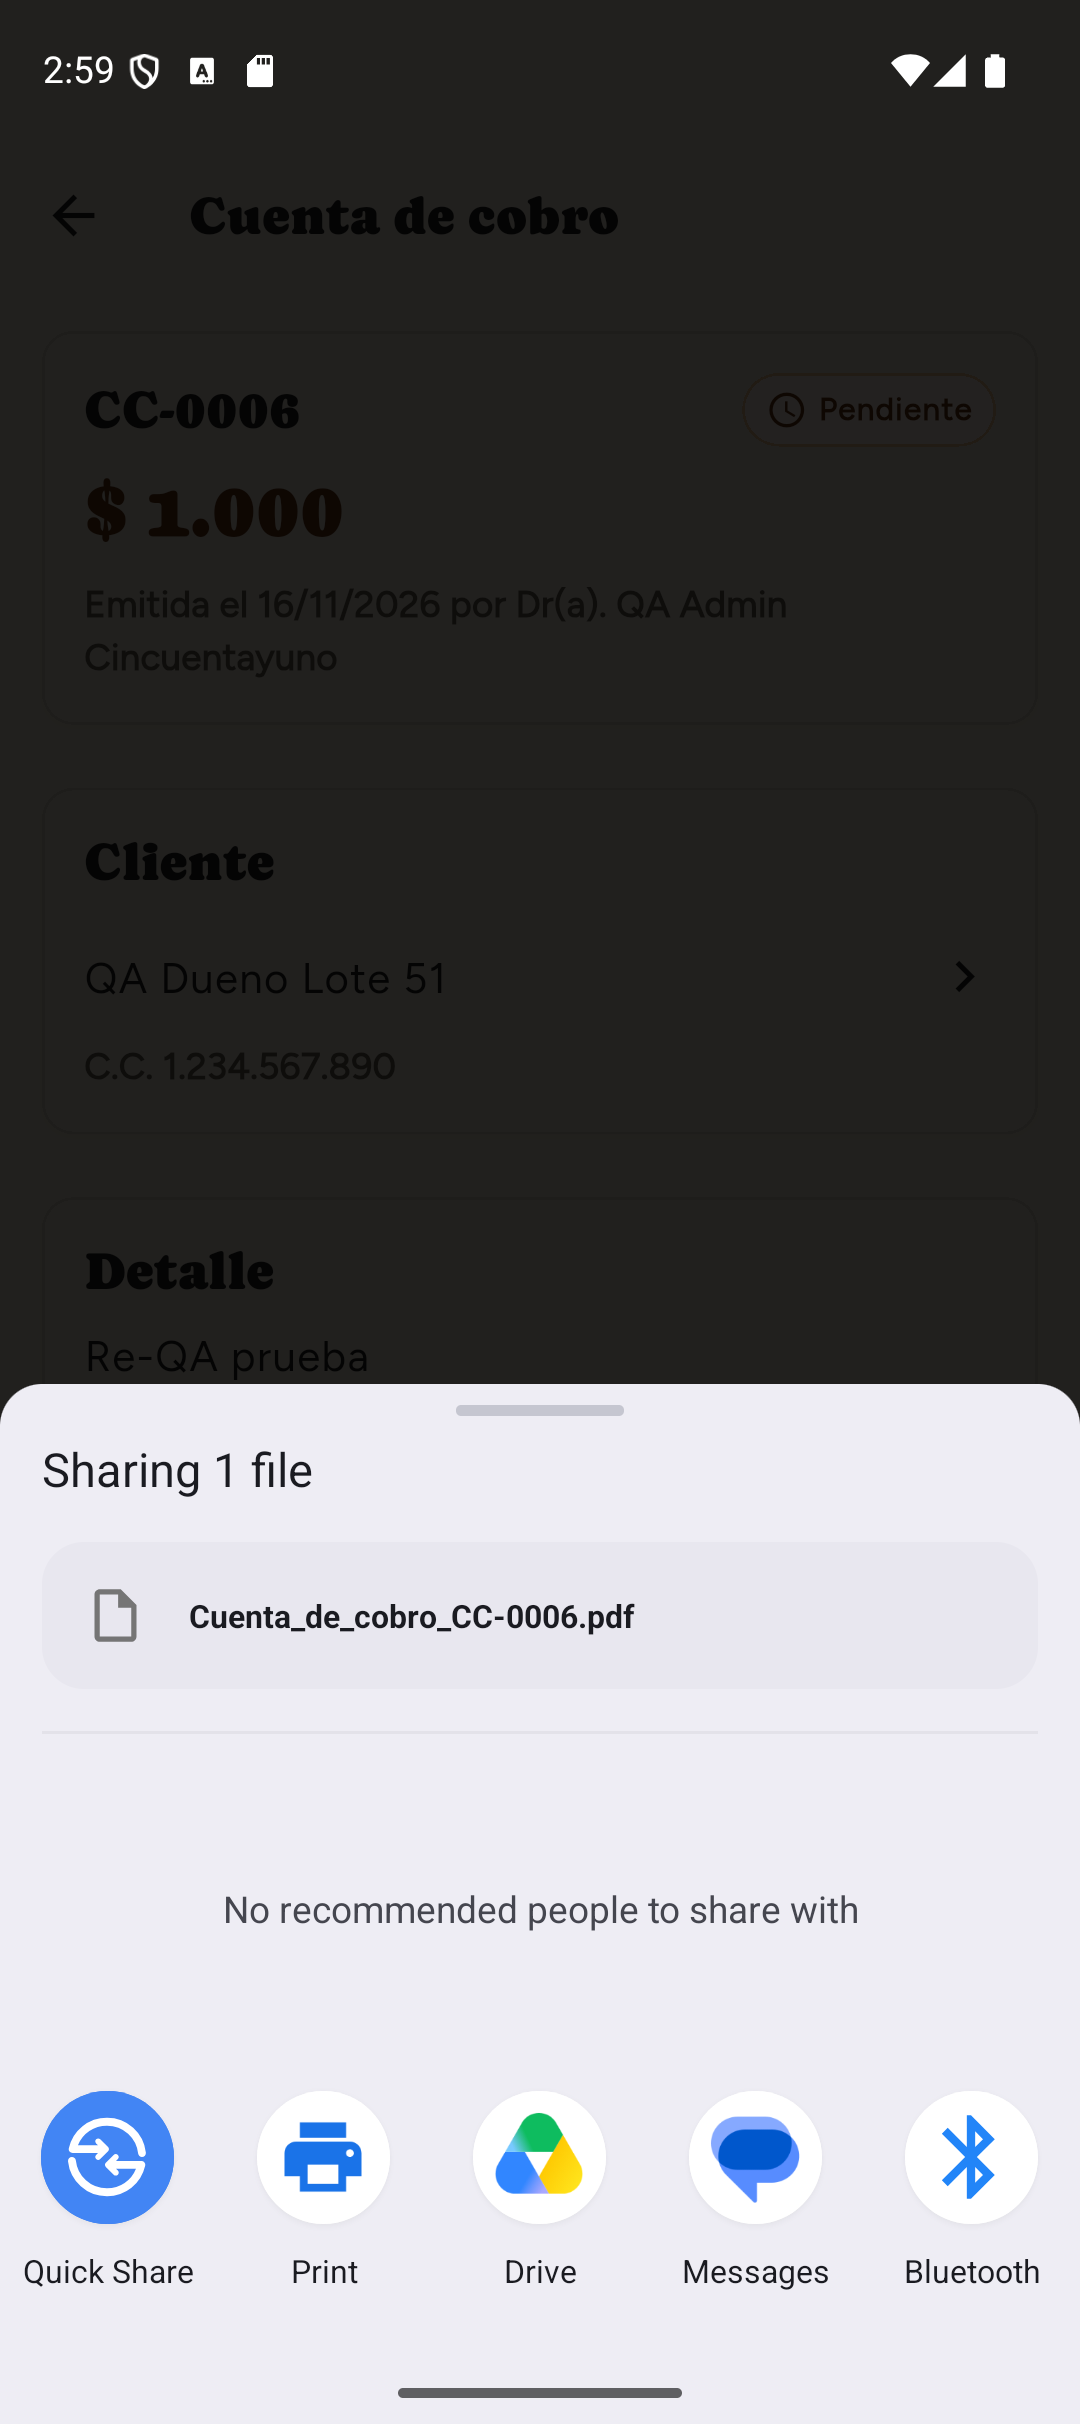 2:59
Cuenta de cobro
CC-0006
Pendiente
$ 1.000
Emitida el 16/11/2026 por Dr(a). QA Admin
Cincuentayuno
Cliente
QA Dueno Lote 51
C.C. 1.234.567.890
Detalle
Re-QA prueba
Sharing 1 file
Cuenta_de_cobro_CC-0006.pdf
No recommended people to share with
Quick Share
Print
Drive
Messages
Bluetooth